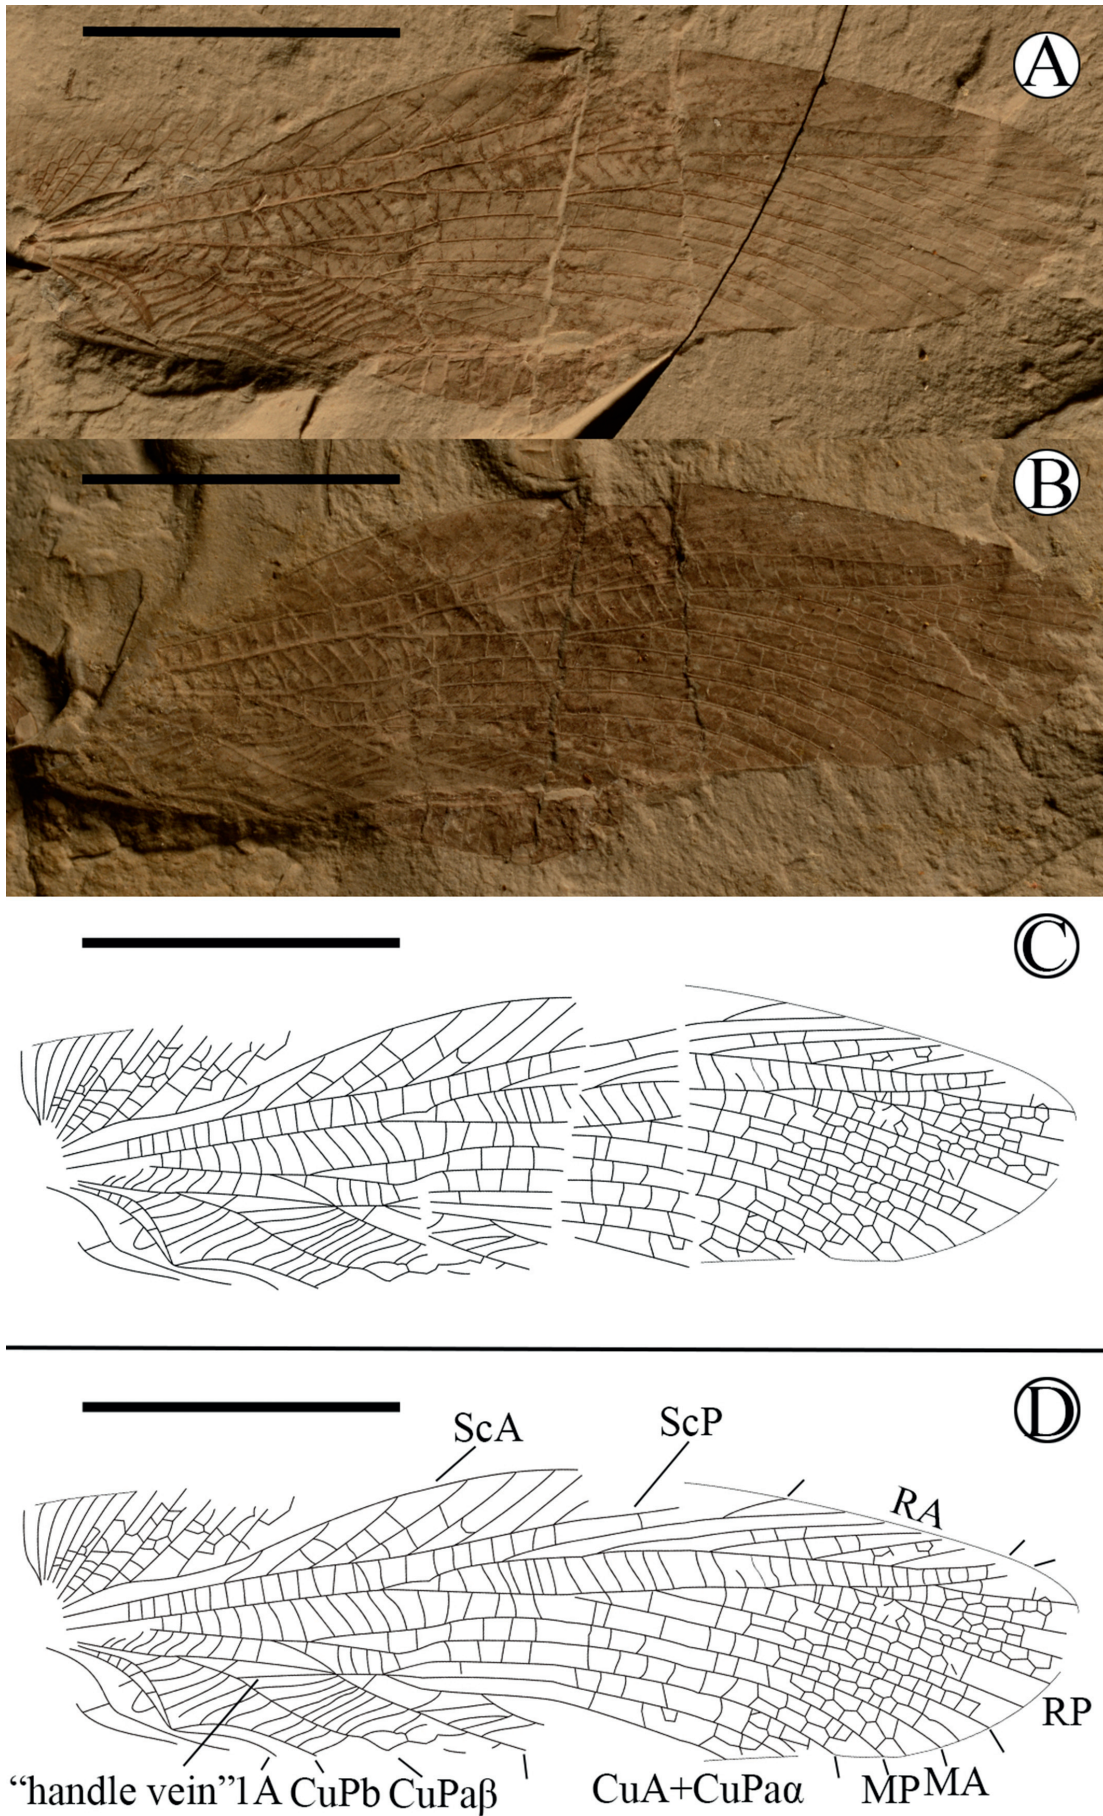 A
B
C
D
ScA
ScP
RA
RP
“handle vein” 1A CuPb CuPaβ CuA+CuPaα MP MA